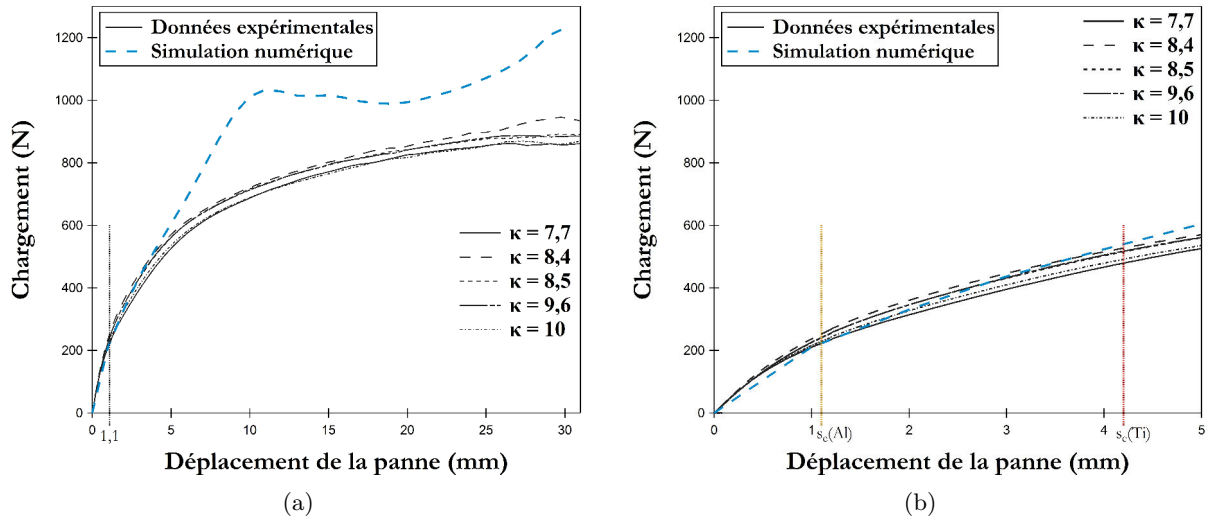 Données expérimentales
Simulation numérique
1200
1000
800
600
400
200
0
Chargement (N)
κ = 7,7
κ = 8,4
κ = 8,5
κ = 9,6
κ = 10
0 1,1 5 10 15 20 25 30
Déplacement de la panne (mm)
(a)
Données expérimentales
Simulation numérique
κ = 7,7
κ = 8,4
κ = 8,5
κ = 9,6
κ = 10
1200
1000
800
600
400
200
0
Chargement (N)
0 1 s_c(Al) 2 3 4 s_c(Ti) 5
Déplacement de la panne (mm)
(b)